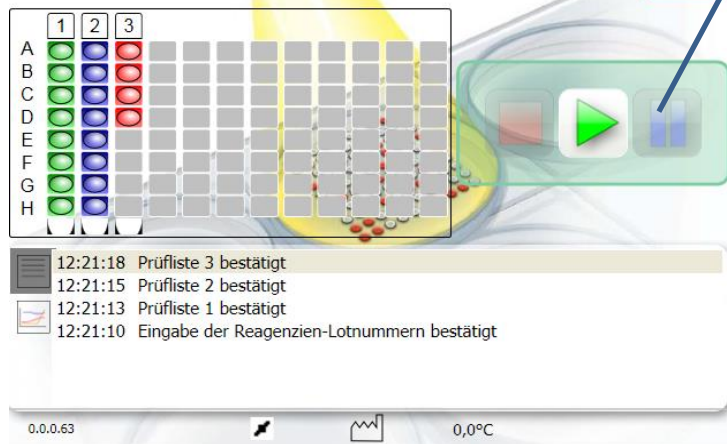 1 2 3
A
B
C
D
E
F
G
H
12:21:18 Prüfliste 3 bestätigt
12:21:15 Prüfliste 2 bestätigt
12:21:13 Prüfliste 1 bestätigt
12:21:10 Eingabe der Reagenzien-Lotnummern bestätigt
0.0.0.63 0,0°C